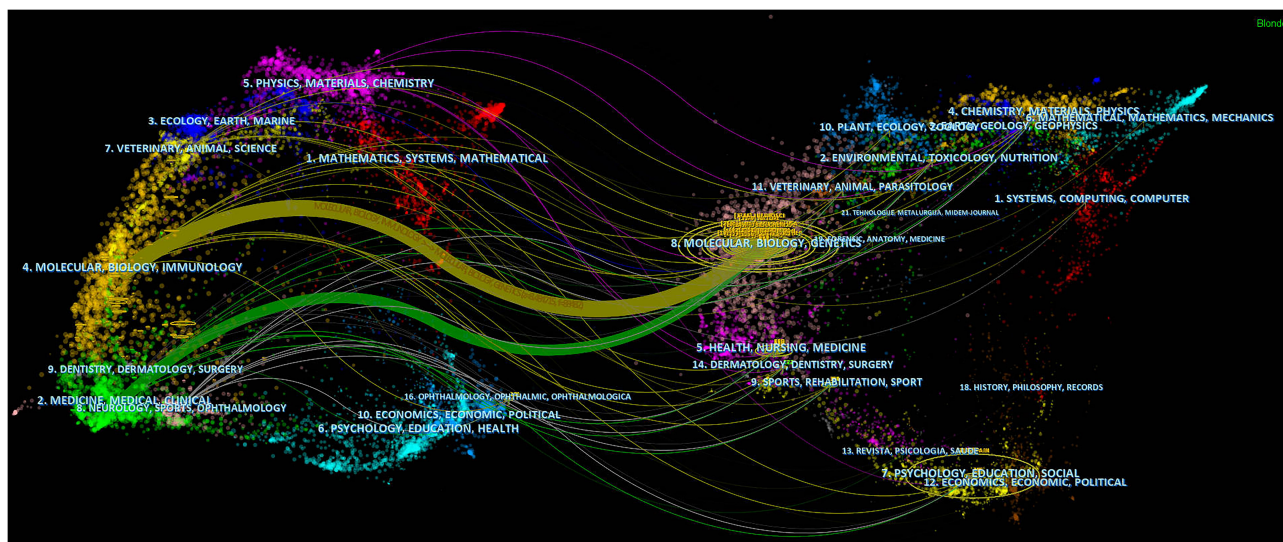 Blond
5. PHYSICS, MATERIALS, CHEMISTRY
3. ECOLOGY, EARTH, MARINE
7. VETERINARY, ANIMAL, SCIENCE
1. MATHEMATICS, SYSTEMS, MATHEMATICAL
4. MOLECULAR, BIOLOGY, IMMUNOLOGY
9. DENTISTRY, DERMATOLOGY, SURGERY
2. MEDICINE, MEDICAL, CLINICAL
8. NEUROLOGY, SPORTS, OPHTHALMOLOGY
16. OPHTHALMOLOGY, OPHTHALMIC, OPHTHALMOLOGICA
10. ECONOMICS, ECONOMIC, POLITICAL
6. PSYCHOLOGY, EDUCATION, HEALTH
4. CHEMISTRY, MATERIALS, PHYSICS
6. MATHEMATICAL, MATHEMATICS, MECHANICS
10. PLANT, ECOLOGY, ZOOLOGY
EARTH, GEOLOGY, GEOPHYSICS
2. ENVIRONMENTAL, TOXICOLOGY, NUTRITION
11. VETERINARY, ANIMAL, PARASITOLOGY
1. SYSTEMS, COMPUTING, COMPUTER
21. TEHNOLOGIJE, METALURGIJA, MIDEM-JOURNAL
8. MOLECULAR, BIOLOGY, GENETICS
FORENSIC, ANATOMY, MEDICINE
5. HEALTH, NURSING, MEDICINE
14. DERMATOLOGY, DENTISTRY, SURGERY
9. SPORTS, REHABILITATION, SPORT
18. HISTORY, PHILOSOPHY, RECORDS
13. REVISTA, PSICOLOGIA, SAUDE
7. PSYCHOLOGY, EDUCATION, SOCIAL
12. ECONOMICS, ECONOMIC, POLITICAL